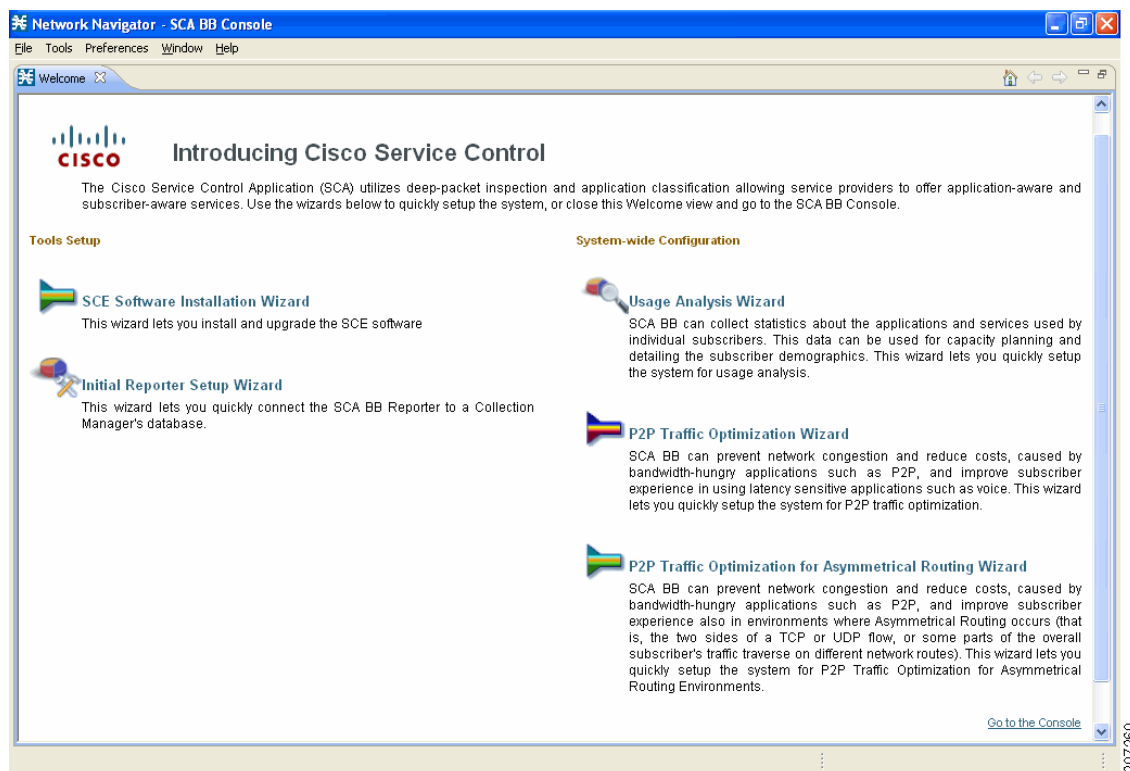 Network Navigator - SCA BB Console
File Tools Preferences Window Help
Welcome
CISCO
Introducing Cisco Service Control
The Cisco Service Control Application (SCA) utilizes deep-packet inspection and application classification allowing service providers to offer application-aware and
subscriber-aware services. Use the wizards below to quickly setup the system, or close this Welcome view and go to the SCA BB Console.
Tools Setup
SCE Software Installation Wizard
This wizard lets you install and upgrade the SCE software
Initial Reporter Setup Wizard
This wizard lets you quickly connect the SCA BB Reporter to a Collection
Manager's database.
System-wide Configuration
Usage Analysis Wizard
SCA BB can collect statistics about the applications and services used by
individual subscribers. This data can be used for capacity planning and
detailing the subscriber demographics. This wizard lets you quickly setup
the system for usage analysis.
P2P Traffic Optimization Wizard
SCA BB can prevent network congestion and reduce costs, caused by
bandwidth-hungry applications such as P2P, and improve subscriber
experience in using latency sensitive applications such as voice. This wizard
lets you quickly setup the system for P2P traffic optimization.
P2P Traffic Optimization for Asymmetrical Routing Wizard
SCA BB can prevent network congestion and reduce costs, caused by
bandwidth-hungry applications such as P2P, and improve subscriber
experience also in environments where Asymmetrical Routing occurs (that
is, the two sides of a TCP or UDP flow, or some parts of the overall
subscriber's traffic traverse on different network routes). This wizard lets you
quickly setup the system for P2P Traffic Optimization for Asymmetrical
Routing Environments.
Go to the Console
207260